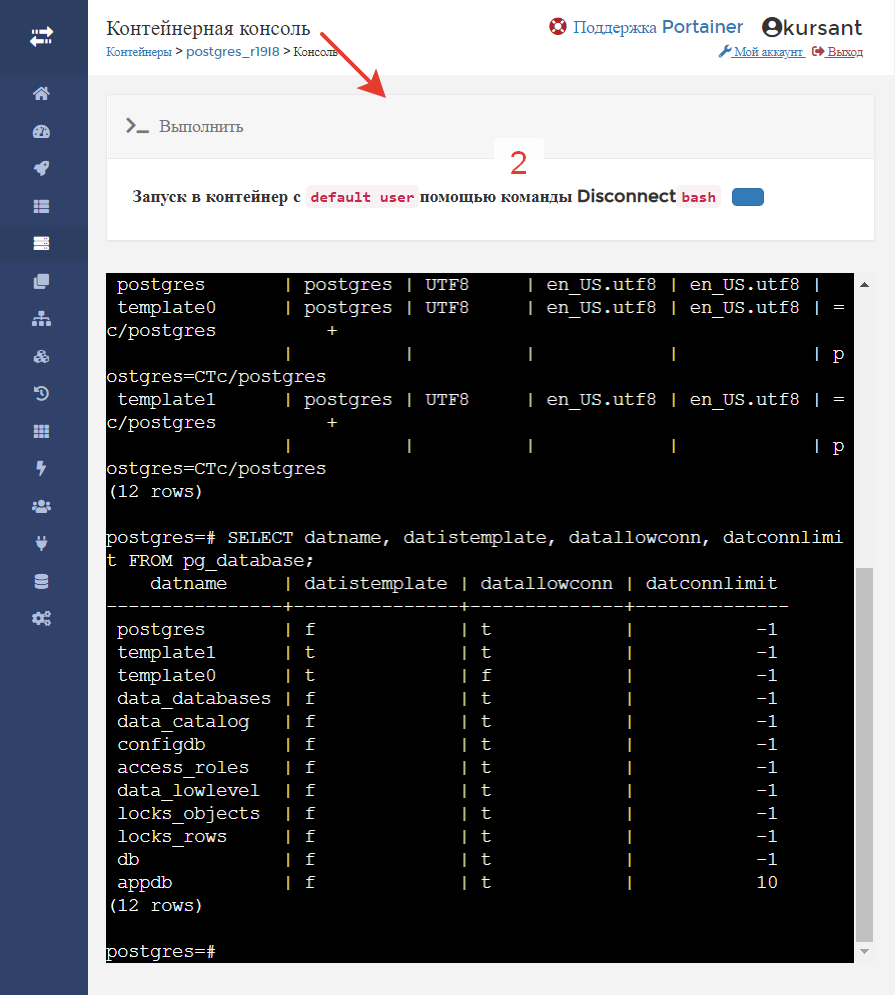 Контейнерная консоль
Поддержка Portainer
kursant
Контейнеры > postgres_r19l8 > Консоль
Мой аккаунт Выход
Выполнить
2
Запуск в контейнер с default user помощью команды Disconnect bash
postgres | postgres | UTF8 | en_US.utf8 | en_US.utf8 |
template0 | postgres | UTF8 | en_US.utf8 | en_US.utf8 | =
c/postgres +
| | | | | p
ostgres=CTc/postgres
template1 | postgres | UTF8 | en_US.utf8 | en_US.utf8 | =
c/postgres +
| | | | | p
ostgres=CTc/postgres
(12 rows)
postgres=# SELECT datname, datistemplate, datallowconn, datconnlimi
t FROM pg_database;
datname | datistemplate | datallowconn | datconnlimit
----------------+---------------+--------------+--------------
postgres | f | t | -1
template1 | t | t | -1
template0 | t | f | -1
data_databases | f | t | -1
data_catalog | f | t | -1
configdb | f | t | -1
access_roles | f | t | -1
data_lowlevel | f | t | -1
locks_objects | f | t | -1
locks_rows | f | t | -1
db | f | t | -1
appdb | f | t | 10
(12 rows)
postgres=#